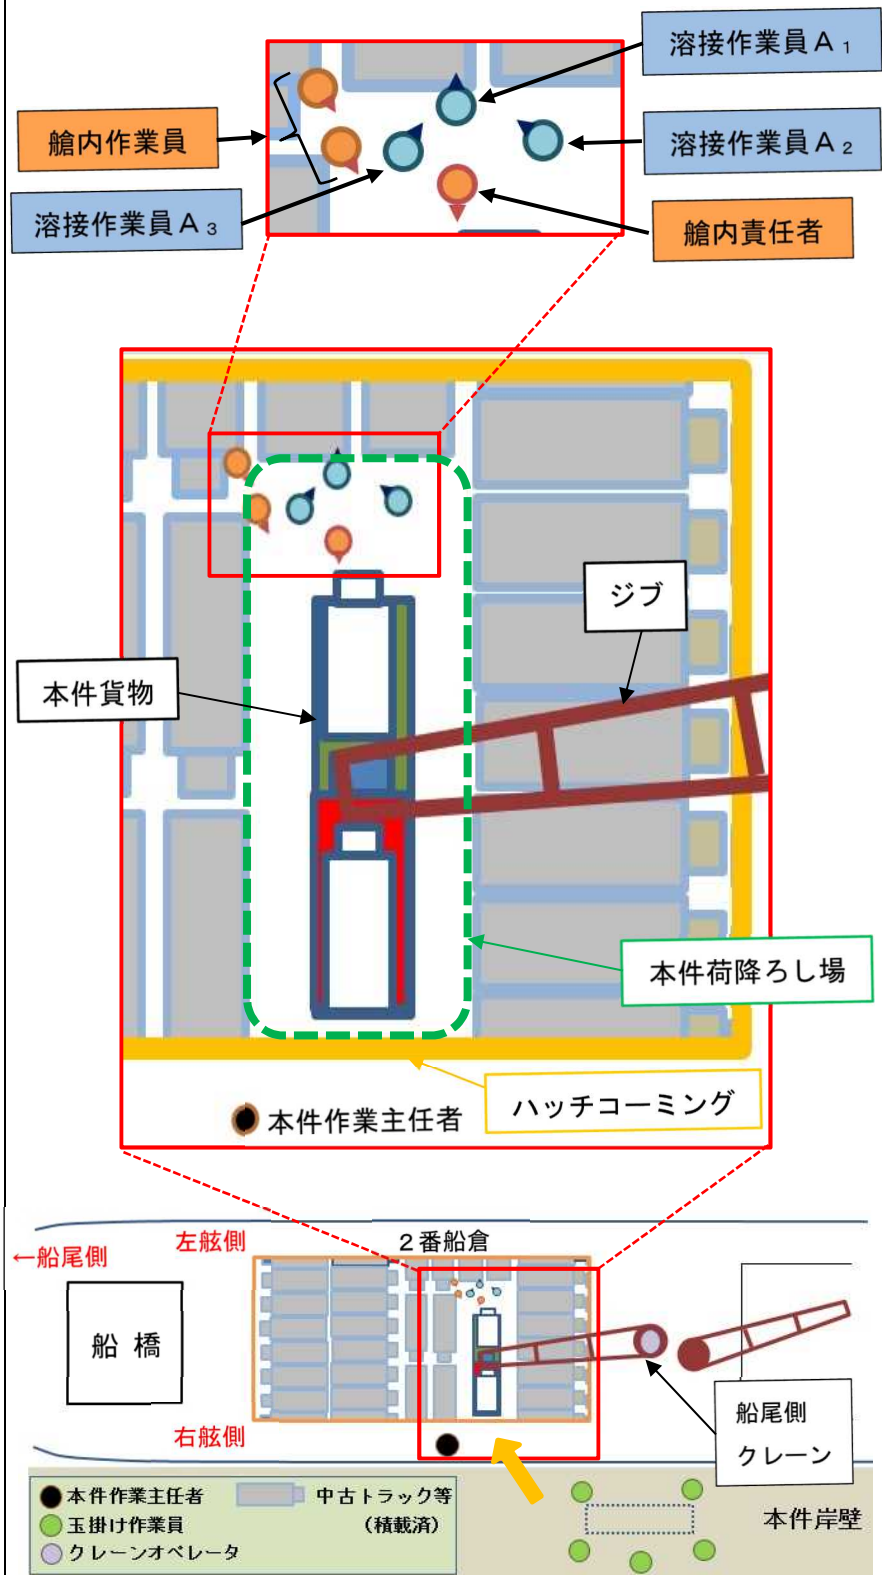 溶接作業員A₁
艙内作業員
溶接作業員A₂
溶接作業員A₃
艙内責任者
ジブ
本件貨物
本件荷降ろし場
ハッチコーミング
本件作業主任者
左舷側
2番船倉
←船尾側
船橋
右舷側
船尾側
クレーン
本件作業主任者
中古トラック等
玉掛け作業員
(積載済)
クレーンオペレータ
本件岸壁